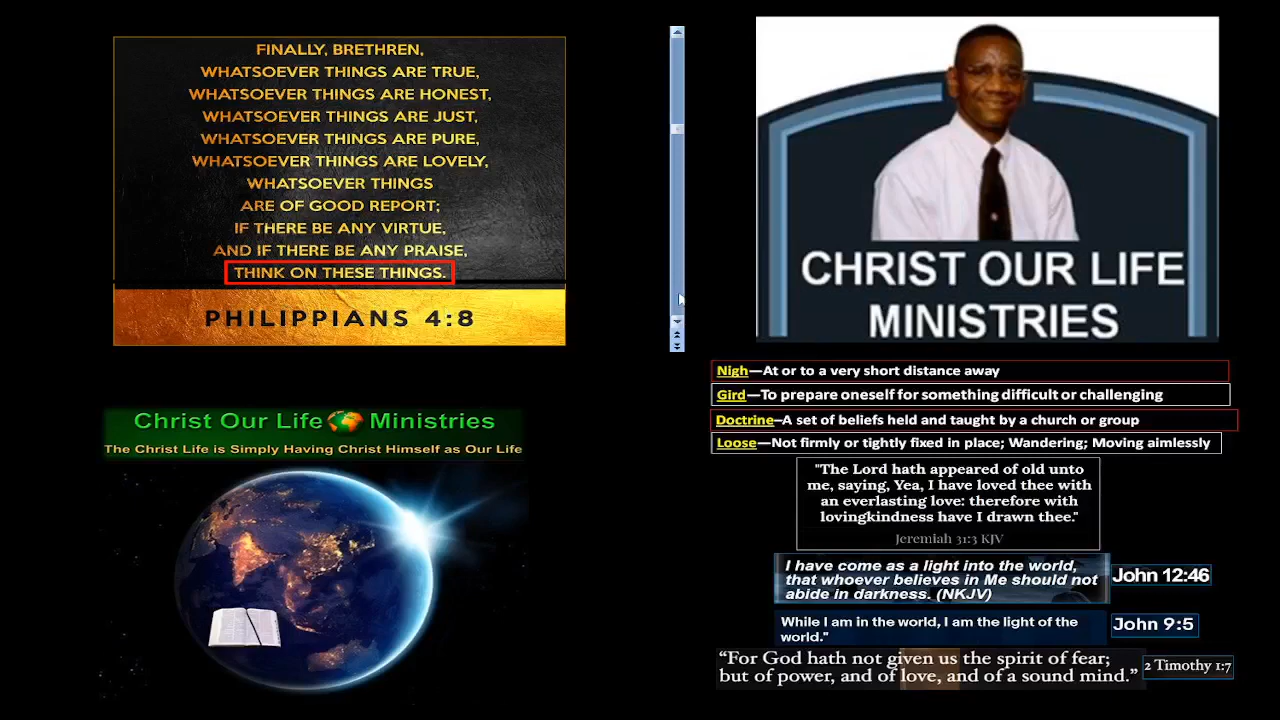 FINALLY, BRETHREN,
WHATSOEVER THINGS ARE TRUE,
WHATSOEVER THINGS ARE HONEST,
WHATSOEVER THINGS ARE JUST,
WHATSOEVER THINGS ARE PURE,
WHATSOEVER THINGS ARE LOVELY,
WHATSOEVER THINGS
ARE OF GOOD REPORT;
IF THERE BE ANY VIRTUE,
AND IF THERE BE ANY PRAISE,
THINK ON THESE THINGS.
PHILIPPIANS 4:8
CHRIST OUR LIFE
MINISTRIES
Christ Our Life Ministries
The Christ Life is Simply Having Christ Himself as Our Life
Nigh—At or to a very short distance away
Gird—To prepare oneself for something difficult or challenging
Doctrine–A set of beliefs held and taught by a church or group
Loose—Not firmly or tightly fixed in place; Wandering; Moving aimlessly
"The Lord hath appeared of old unto
me, saying, Yea, I have loved thee with
an everlasting love: therefore with
lovingkindness have I drawn thee."
Jeremiah 31:3 KJV
I have come as a light into the world,
that whoever believes in Me should not
abide in darkness. (NKJV)
John 12:46
While I am in the world, I am the light of the
world."
John 9:5
“For God hath not given us the spirit of fear;
but of power, and of love, and of a sound mind.”
2 Timothy 1:7